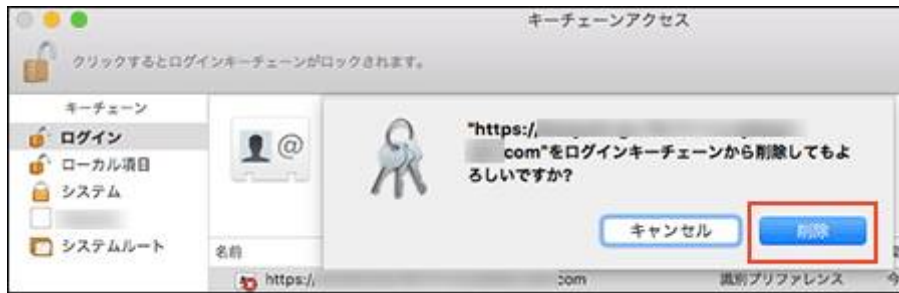 キーチェーンアクセス
クリックするとログインキーチェーンがロックされます。
キーチェーン
ログイン
ローカル項目
システム
システムルート
"https://
com"をログインキーチェーンから削除してもよ
ろしいですか?
キャンセル
削除
名前
https://
com
識別プリファレンス
今